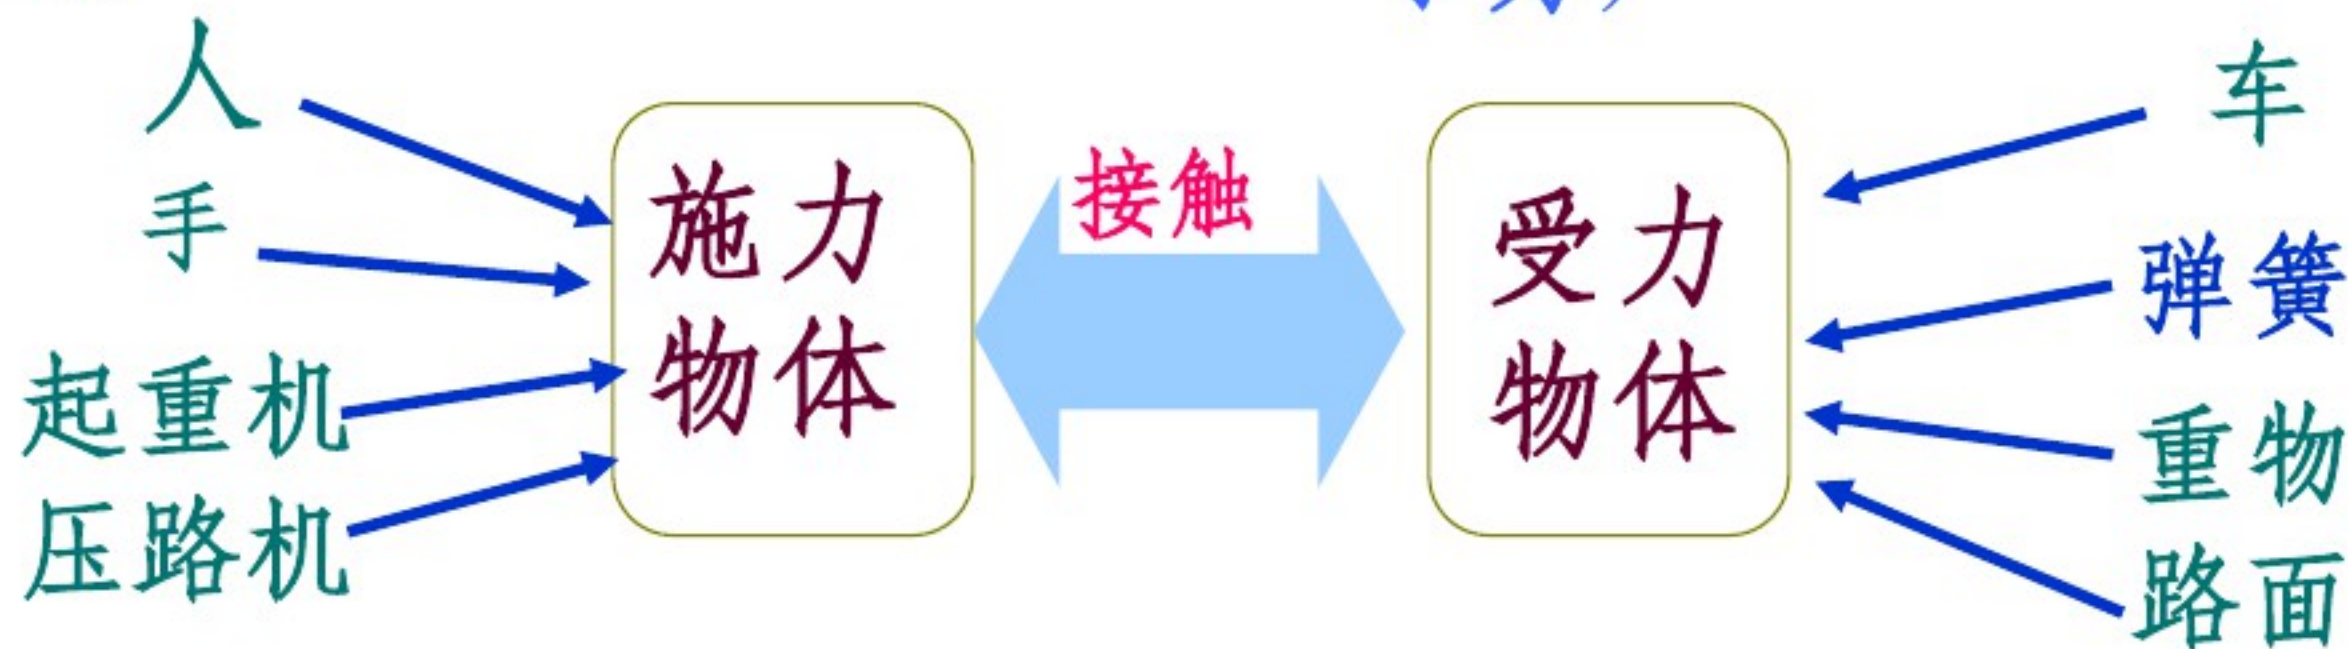 人
手
起重机
压路机
施力
物体
接触
受力
物体
车
弹簧
重物
路面